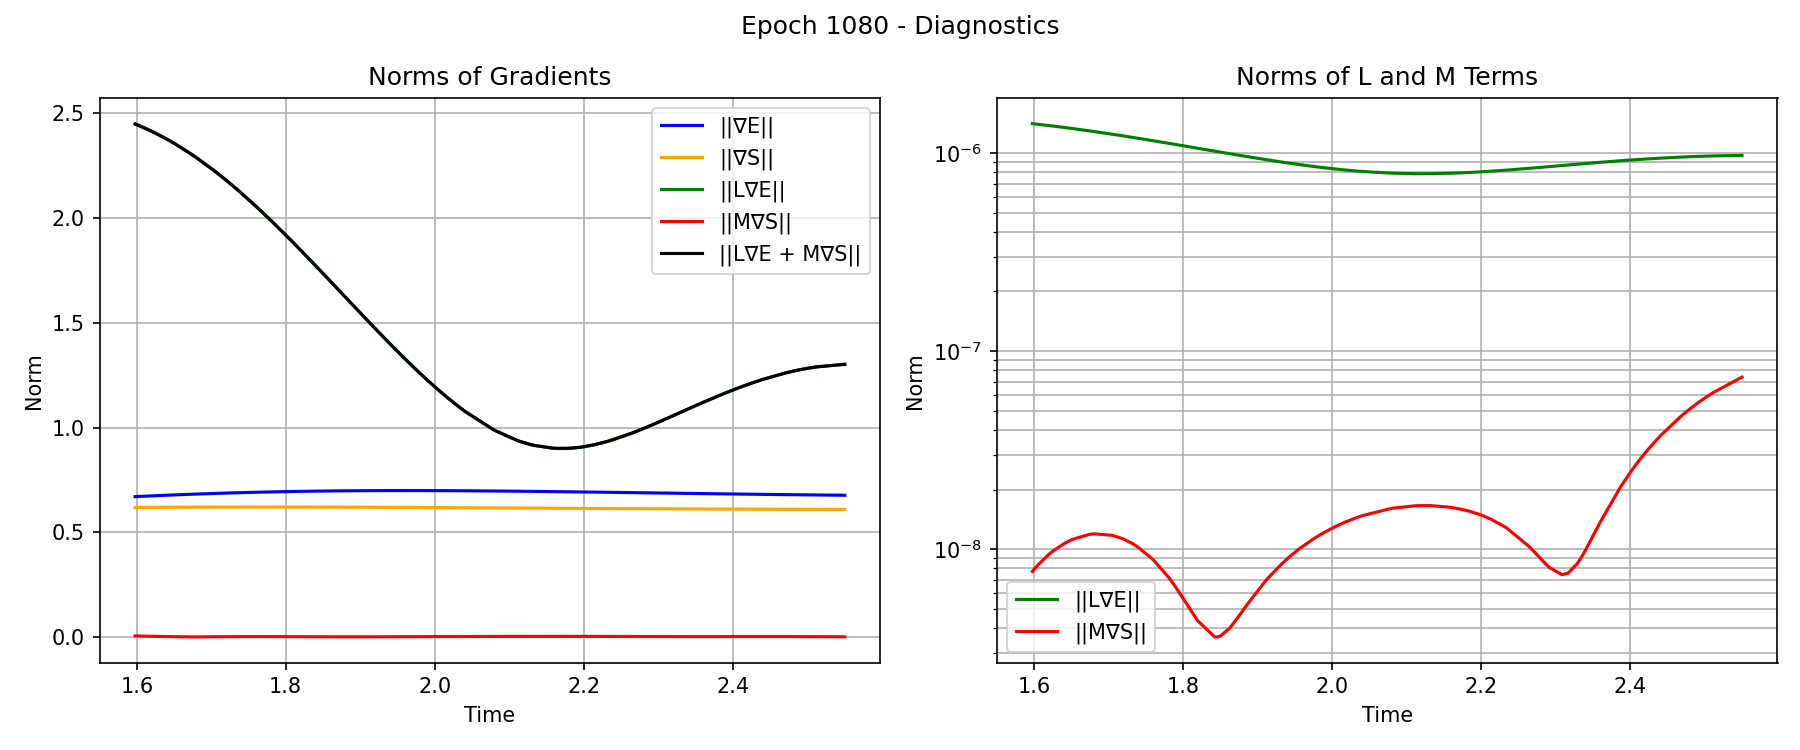 Epoch 1080 - Diagnostics
Norms of Gradients
2.5
2.0
1.5
1.0
0.5
0.0
Norm
1.6
1.8
2.0
2.2
2.4
Time
||∇E||
||∇S||
||L∇E||
||M∇S||
||L∇E + M∇S||
Norms of L and M Terms
10⁻⁶
10⁻⁷
10⁻⁸
Norm
1.6
1.8
2.0
2.2
2.4
Time
||L∇E||
||M∇S||